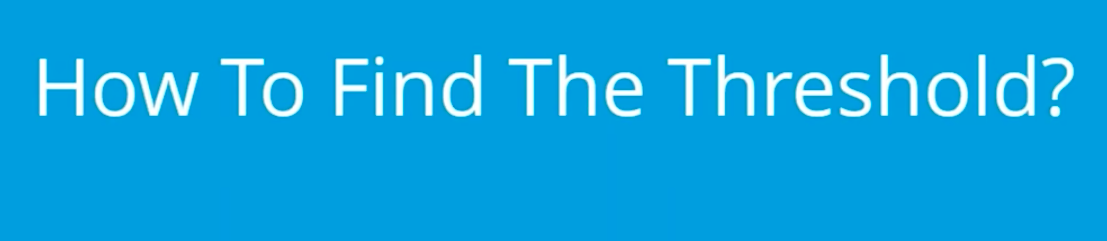 How To Find The Threshold?